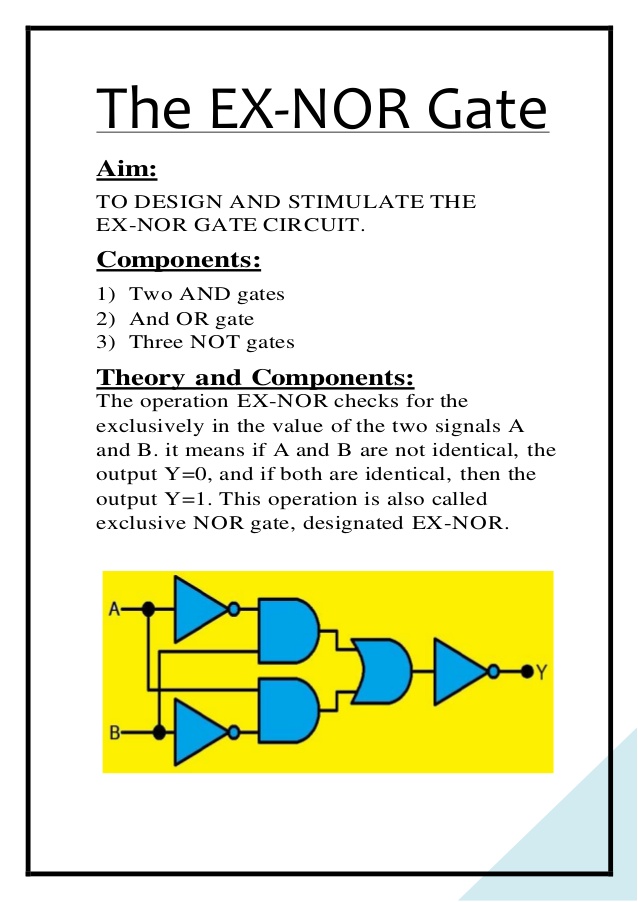 The EX-NOR Gate
Aim:
TO DESIGN AND STIMULATE THE
EX-NOR GATE CIRCUIT.
Components:
1) Two AND gates
2) And OR gate
3) Three NOT gates
Theory and Components:
The operation EX-NOR checks for the
exclusively in the value of the two signals A
and B. it means if A and B are not identical, the
output Y=0, and if both are identical, then the
output Y=1. This operation is also called
exclusive NOR gate, designated EX-NOR.
A
B
Y